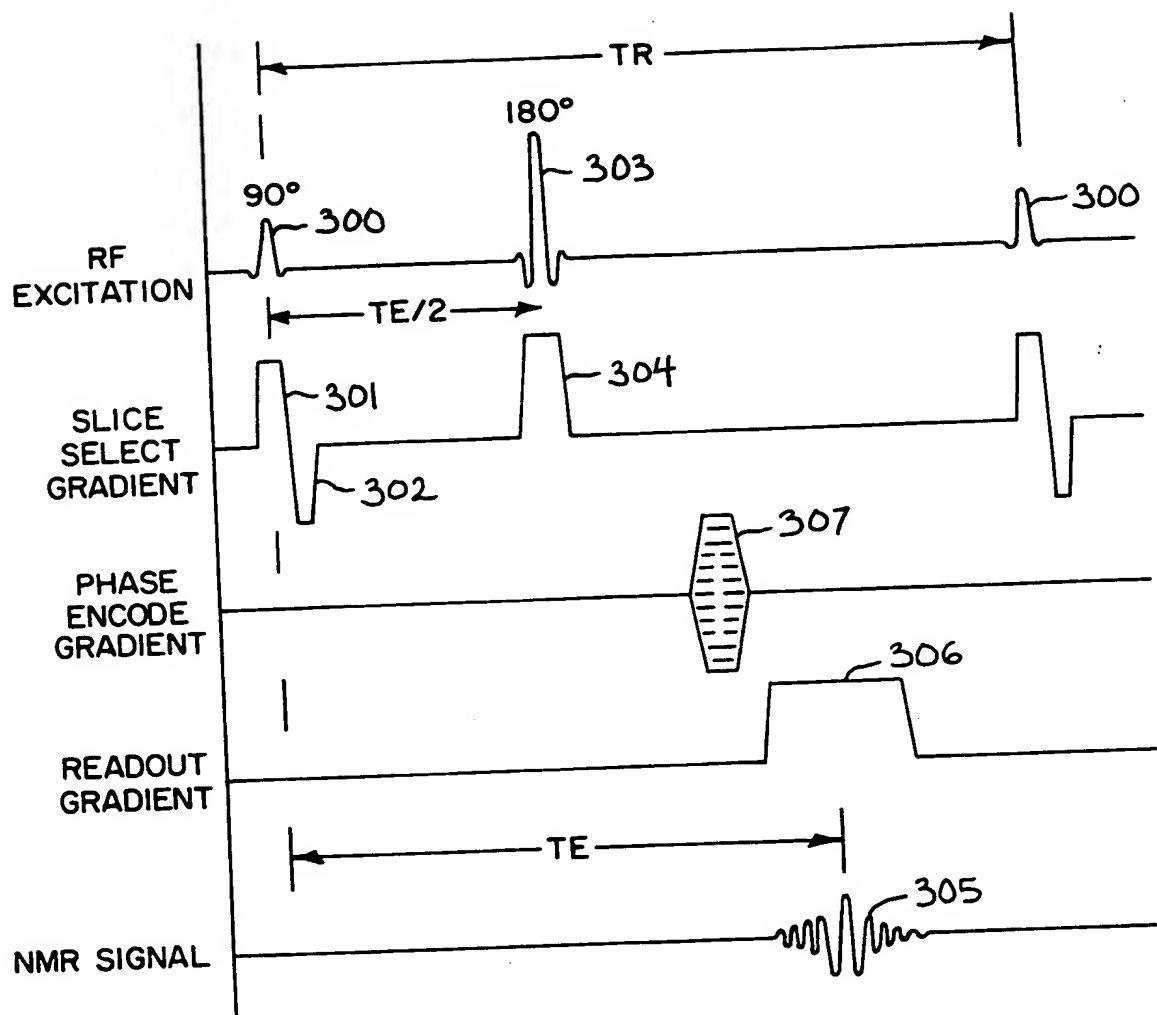 TR
180°
303
90°
300
300
RF
EXCITATION
TE/2
301
304
SLICE
SELECT
GRADIENT
302
307
PHASE
ENCODE
GRADIENT
306
READOUT
GRADIENT
TE
305
NMR SIGNAL